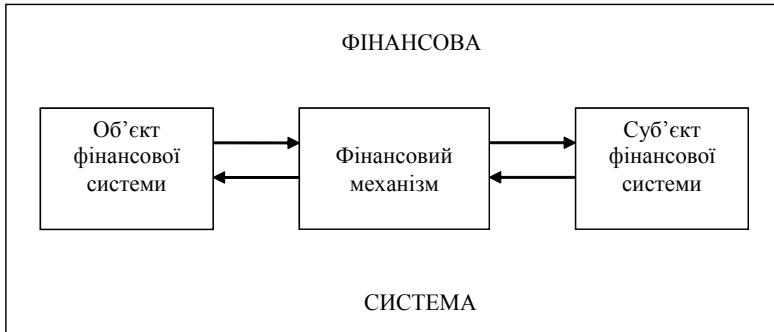 ФІНАНСОВА
Об’єкт
фінансової
системи
Фінансовий
механізм
Суб’єкт
фінансової
системи
СИСТЕМА